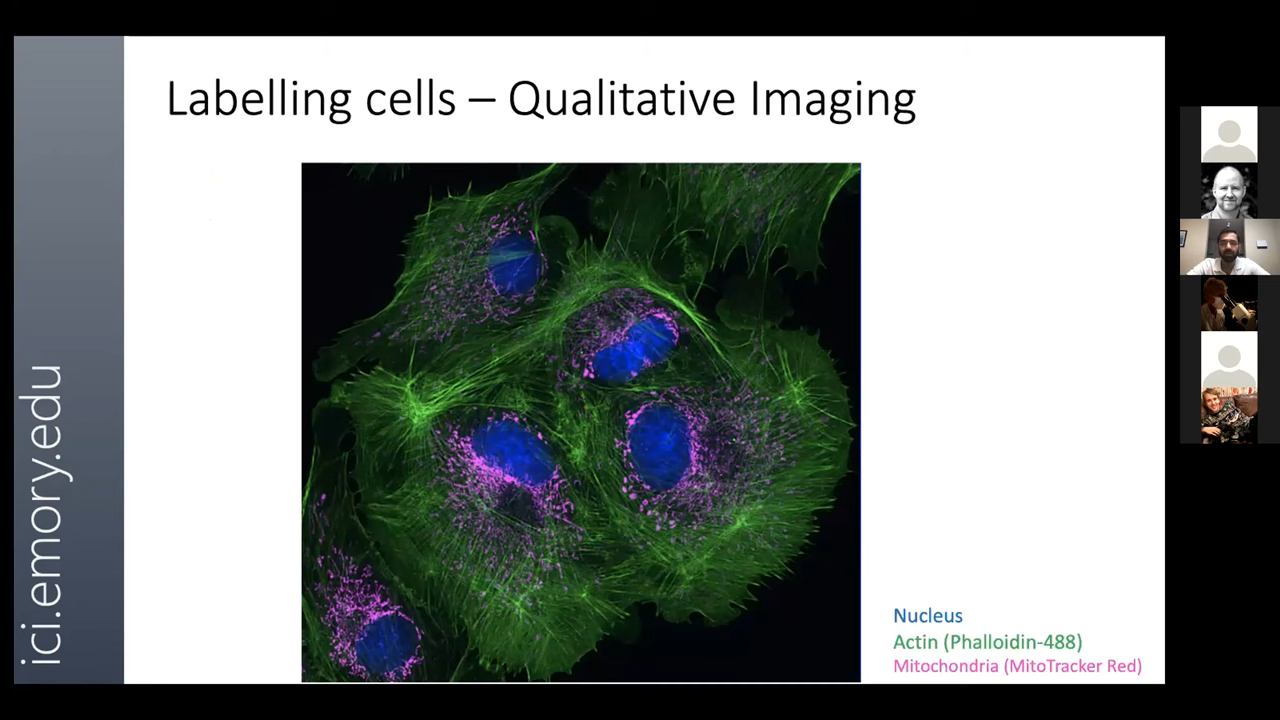 Labelling cells – Qualitative Imaging
ici.emory.edu
Nucleus
Actin (Phalloidin-488)
Mitochondria (MitoTracker Red)